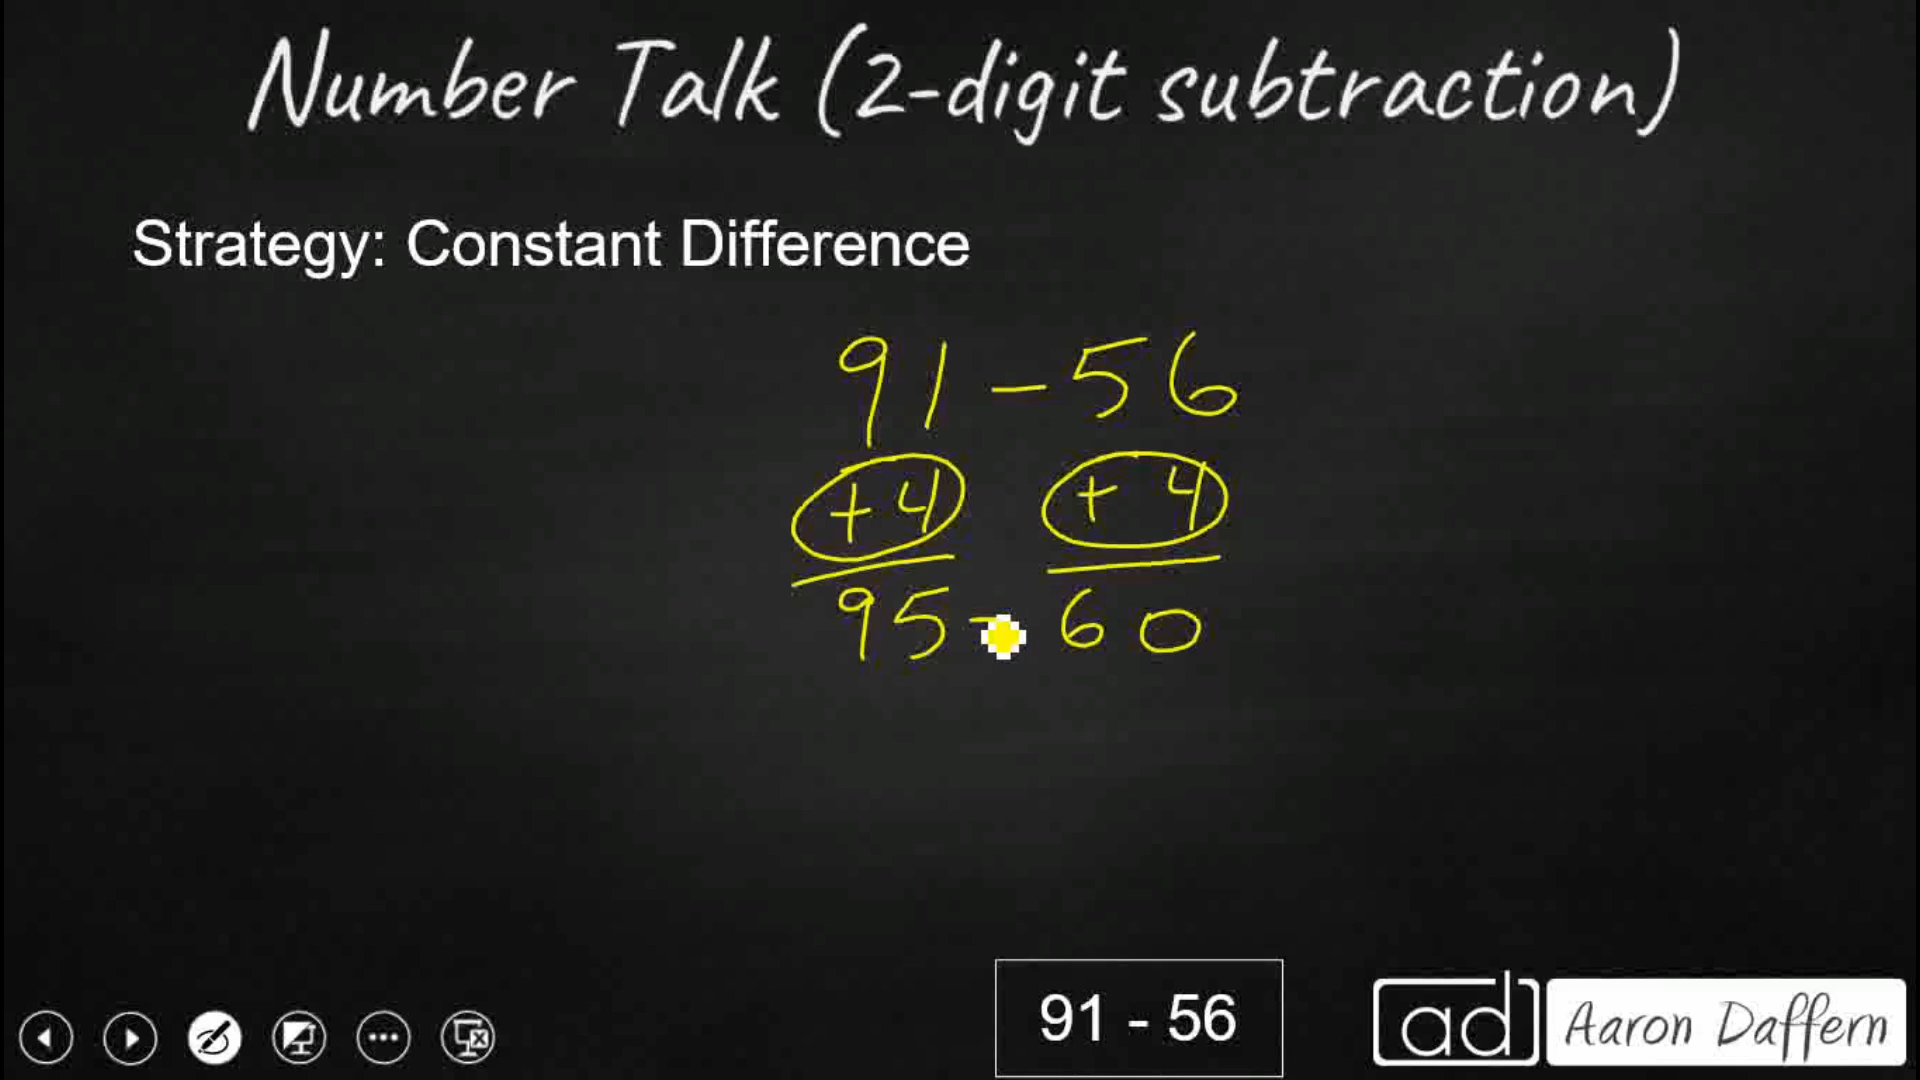 Number Talk (2-digit subtraction)
Strategy: Constant Difference
91 - 56
+4 + 4
95 - 60
91 - 56
ad Aaron Daffern